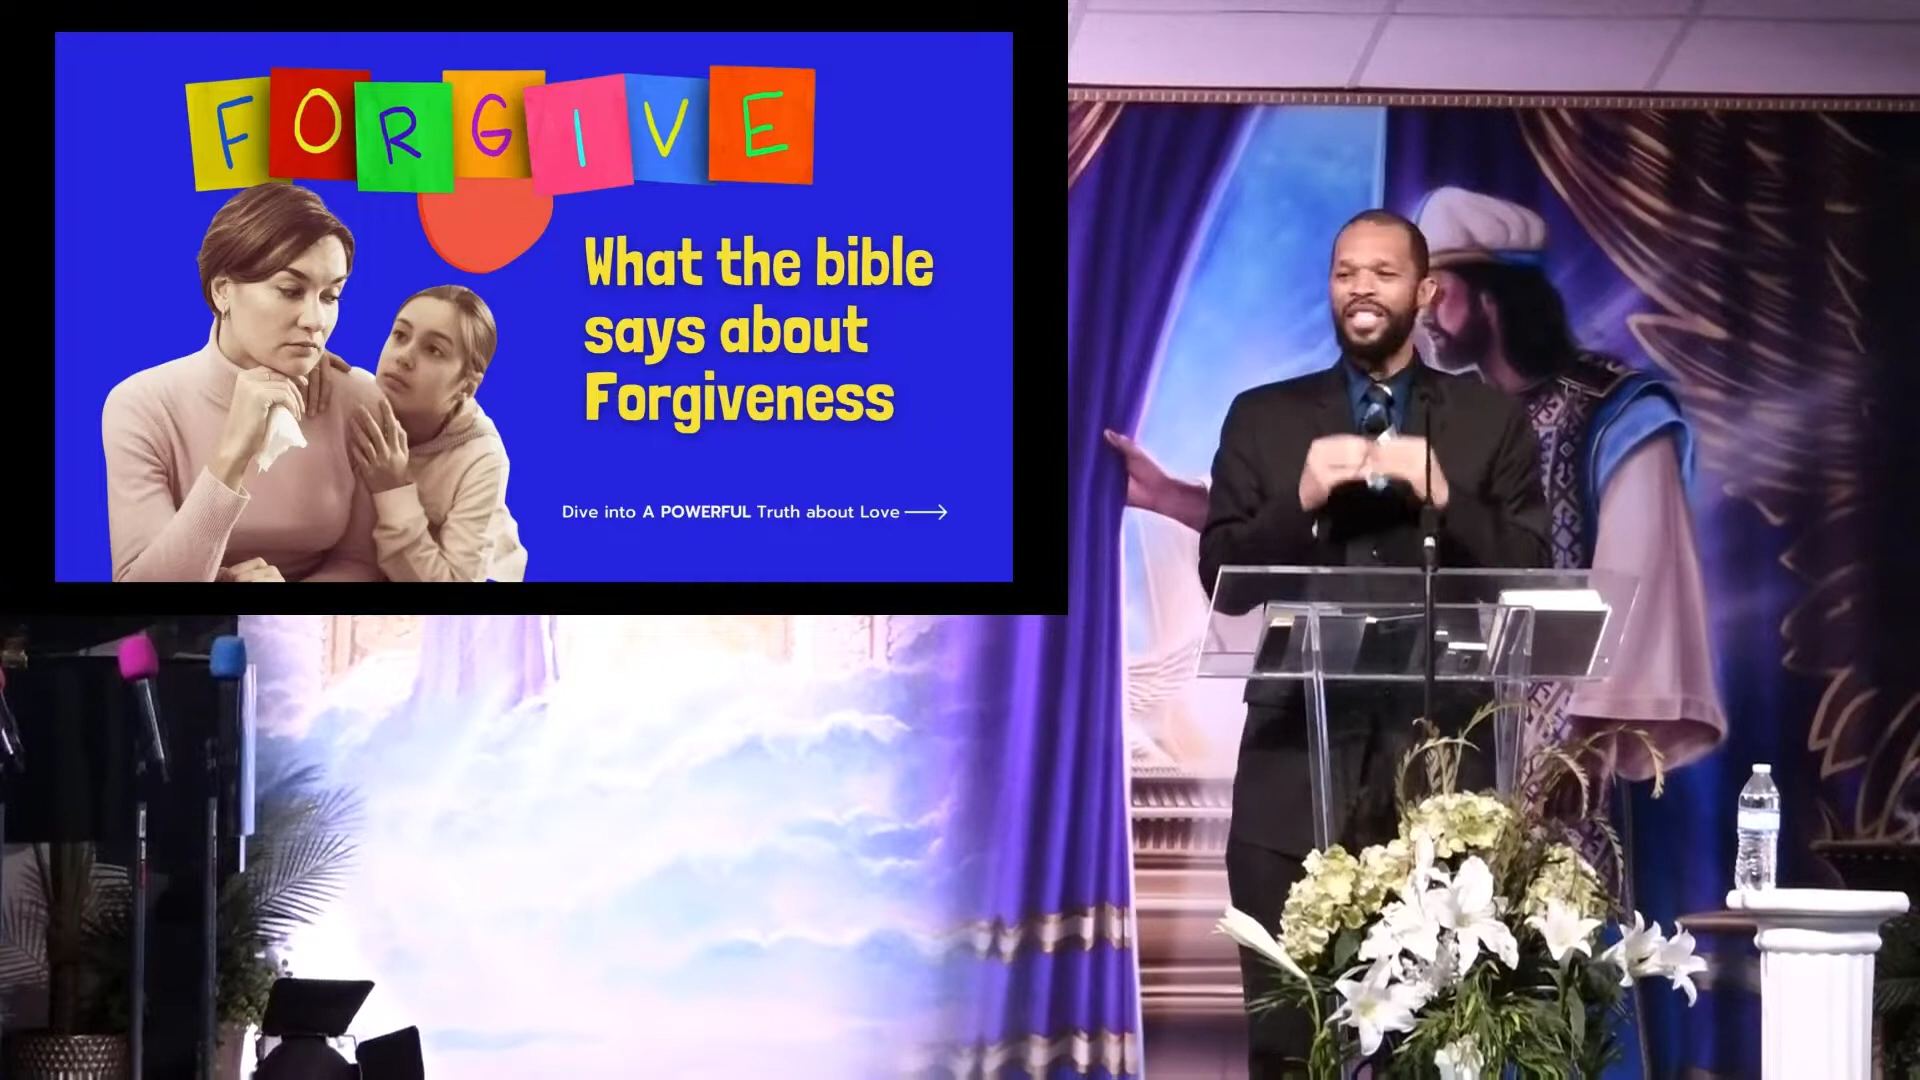 FORGIVE
What the bible
says about
Forgiveness
Dive into A POWERFUL Truth about Love